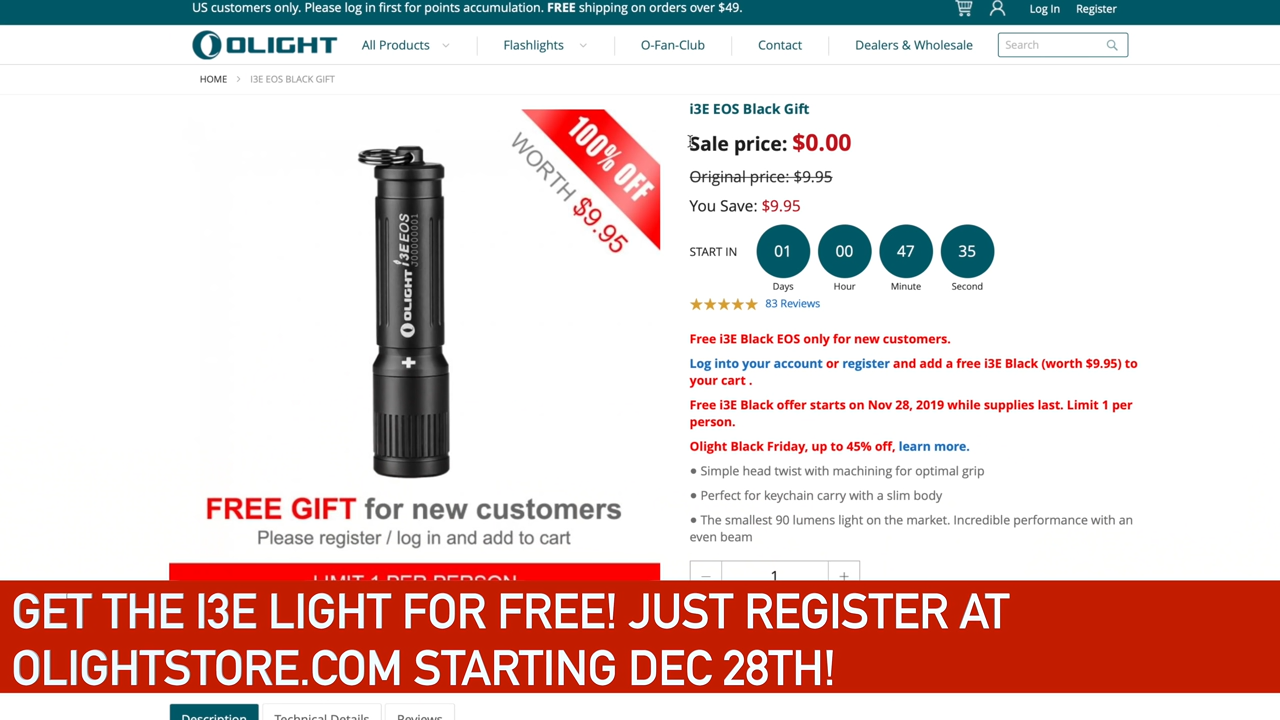 US customers only. Please log in first for points accumulation. FREE shipping on orders over $49.
Log In
Register
OLIGHT
All Products
Flashlights
O-Fan-Club
Contact
Dealers & Wholesale
Search
HOME > I3E EOS BLACK GIFT
100% OFF
WORTH $9.95
OLIGHT i3E EOS
FREE GIFT for new customers
Please register / log in and add to cart
LIMIT 1 PER PERSON
i3E EOS Black Gift
Sale price: $0.00
Original price: $9.95
You Save: $9.95
START IN
01
00
47
35
Days
Hour
Minute
Second
83 Reviews
Free i3E Black EOS only for new customers.
Log into your account or register and add a free i3E Black (worth $9.95) to
your cart .
Free i3E Black offer starts on Nov 28, 2019 while supplies last. Limit 1 per
person.
Olight Black Friday, up to 45% off, learn more.
• Simple head twist with machining for optimal grip
• Perfect for keychain carry with a slim body
• The smallest 90 lumens light on the market. Incredible performance with an
even beam
− 1 +
GET THE I3E LIGHT FOR FREE! JUST REGISTER AT
OLIGHTSTORE.COM STARTING DEC 28TH!
Description
Technical Details
Reviews